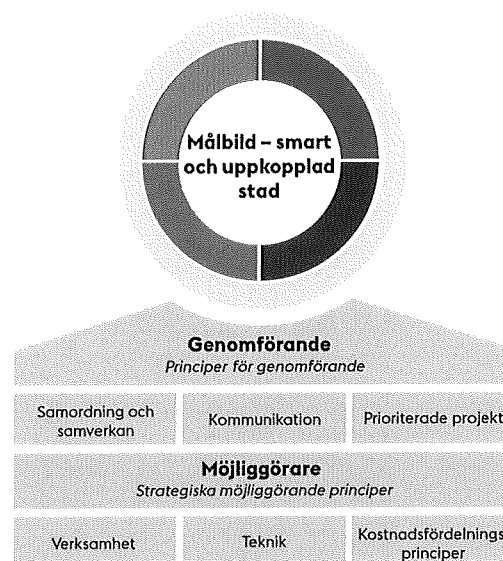 Målbild – smart
och uppkopplad
stad
Genomförande
Principer för genomförande
Samordning och
samverkan
Kommunikation
Prioriterade projekt
Möjliggörare
Strategiska möjliggörande principer
Verksamhet
Teknik
Kostnadsfördelnings
principer